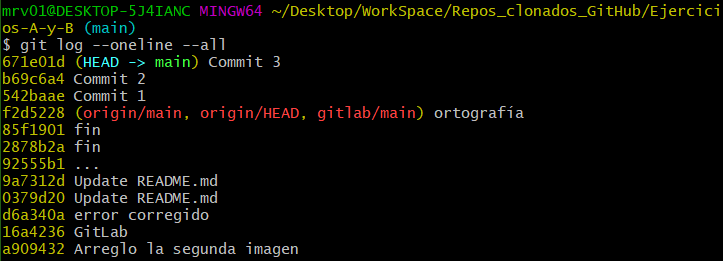 mrv01@DESKTOP-5J4IANC MINGW64 ~/Desktop/WorkSpace/Repos_clonados_GitHub/Ejercici
os-A-y-B (main)
$ git log --oneline --all
671e01d (HEAD -> main) Commit 3
b69c6a4 Commit 2
542baae Commit 1
f2d5228 (origin/main, origin/HEAD, gitlab/main) ortografía
85f1901 fin
2878b2a fin
92555b1 ...
9a7312d Update README.md
0379d20 Update README.md
d6a340a error corregido
16a4236 GitLab
a909432 Arreglo la segunda imagen